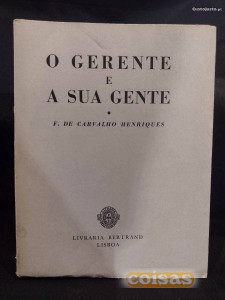 O GERENTE
E
A SUA GENTE
F. DE CARVALHO HENRIQUES
LIVRARIA BERTRAND
LISBOA
coisas